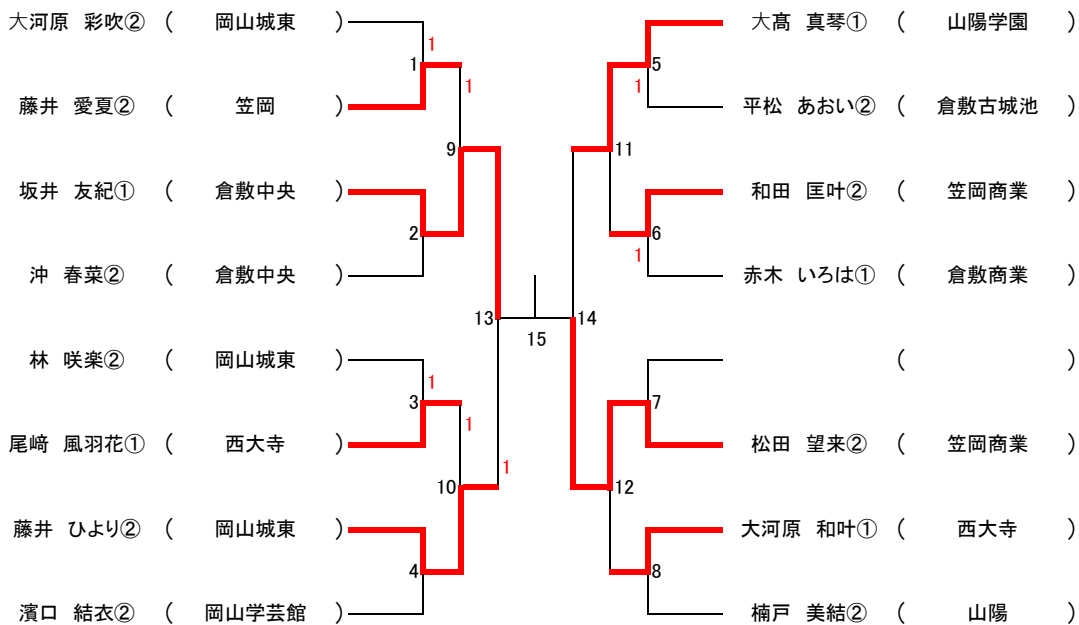 大河原 彩吹② ( 岡山城東 )
1
1
藤井 愛夏② ( 笠岡 )
1
9
坂井 友紀① ( 倉敷中央 )
2
沖 春菜② ( 倉敷中央 )
13
林 咲楽② ( 岡山城東 )
1
3
尾﨑 風羽花① ( 西大寺 )
1
10
1
藤井 ひより② ( 岡山城東 )
4
濱口 結衣② ( 岡山学芸館 )
15
大髙 真琴① ( 山陽学園 )
5
1
平松 あおい② ( 倉敷古城池 )
11
和田 匡叶② ( 笠岡商業 )
6
1
赤木 いろは① ( 倉敷商業 )
14
( )
7
松田 望来② ( 笠岡商業 )
12
大河原 和叶① ( 西大寺 )
8
楠戸 美結② ( 山陽 )